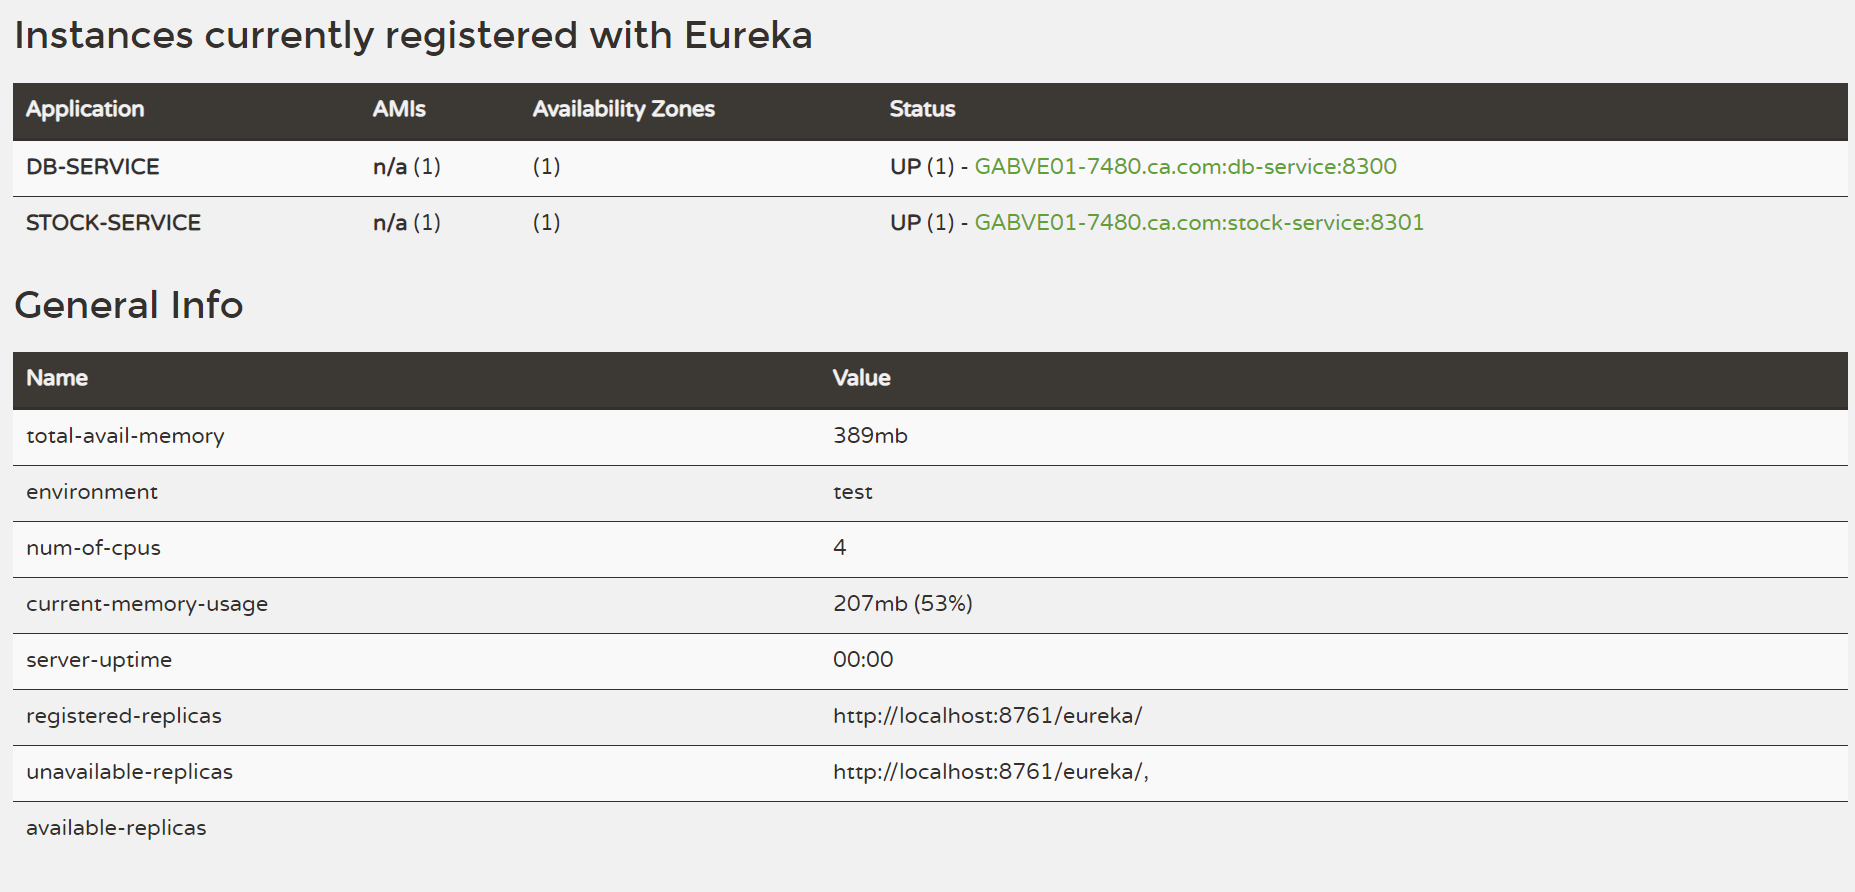 Instances currently registered with Eureka
Application AMIs Availability Zones Status
DB-SERVICE n/a (1) (1) UP (1) - GABVE01-7480.ca.com:db-service:8300
STOCK-SERVICE n/a (1) (1) UP (1) - GABVE01-7480.ca.com:stock-service:8301
General Info
Name Value
total-avail-memory 389mb
environment test
num-of-cpus 4
current-memory-usage 207mb (53%)
server-uptime 00:00
registered-replicas http://localhost:8761/eureka/
unavailable-replicas http://localhost:8761/eureka/,
available-replicas